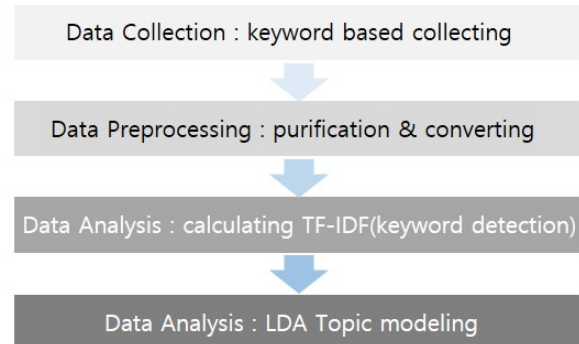 Data Collection : keyword based collecting
Data Preprocessing : purification & converting
Data Analysis : calculating TF-IDF(keyword detection)
Data Analysis : LDA Topic modeling